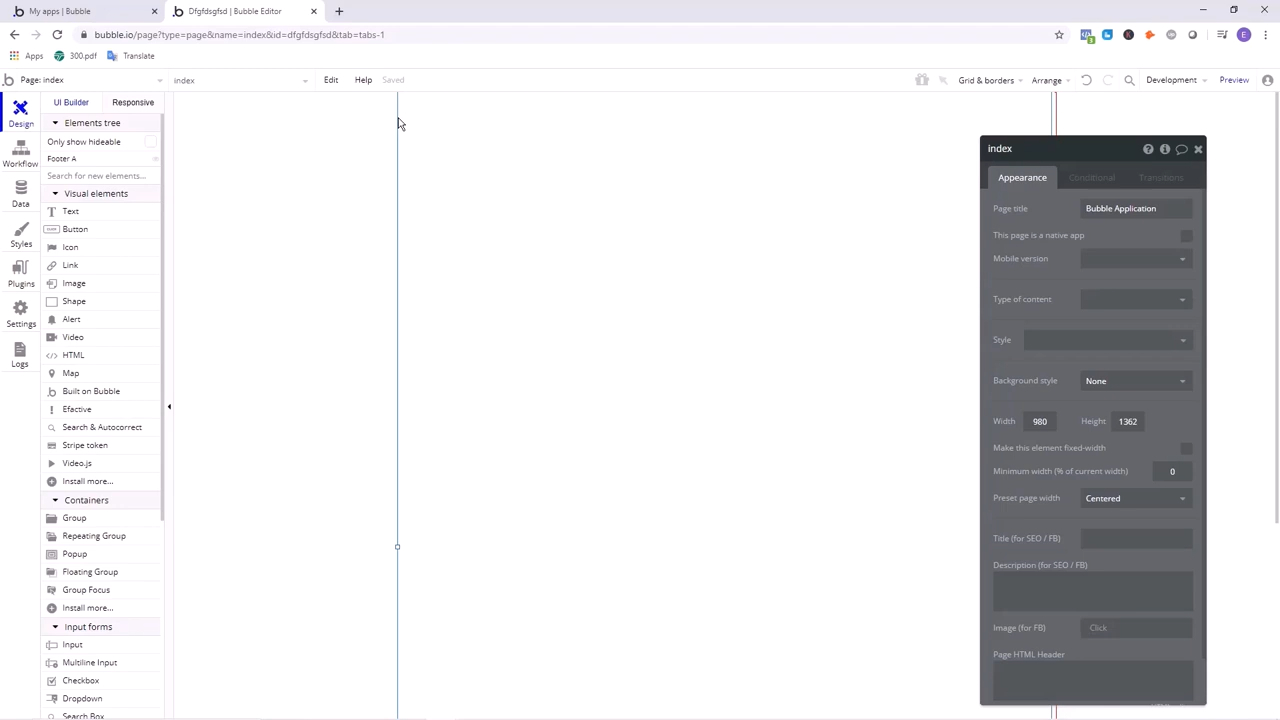 My apps | Bubble
Dfgfdsgfsd | Bubble Editor
bubble.io/page?type=page&name=index&id=dfgfdsgfsd&tab=tabs-1
3
E
Apps
300.pdf
Translate
Page: index
index
Edit
Help
Saved
Grid & borders
Arrange
Development
Preview
Design
Workflow
Data
Styles
Plugins
Settings
Logs
UI Builder
Responsive
Elements tree
Only show hideable
Footer A
Search for new elements...
Visual elements
Text
Button
Icon
Link
Image
Shape
Alert
Video
HTML
Map
Built on Bubble
Efactive
Search & Autocorrect
Stripe token
Video.js
Install more...
Containers
Group
Repeating Group
Popup
Floating Group
Group Focus
Install more...
Input forms
Input
Multiline Input
Checkbox
Dropdown
Search Box
index
Appearance
Conditional
Transitions
Page title
Bubble Application
This page is a native app
Mobile version
Type of content
Style
Background style
None
Width
980
Height
1362
Make this element fixed-width
Minimum width (% of current width)
0
Preset page width
Centered
Title (for SEO / FB)
Description (for SEO / FB)
Image (for FB)
Click
Page HTML Header